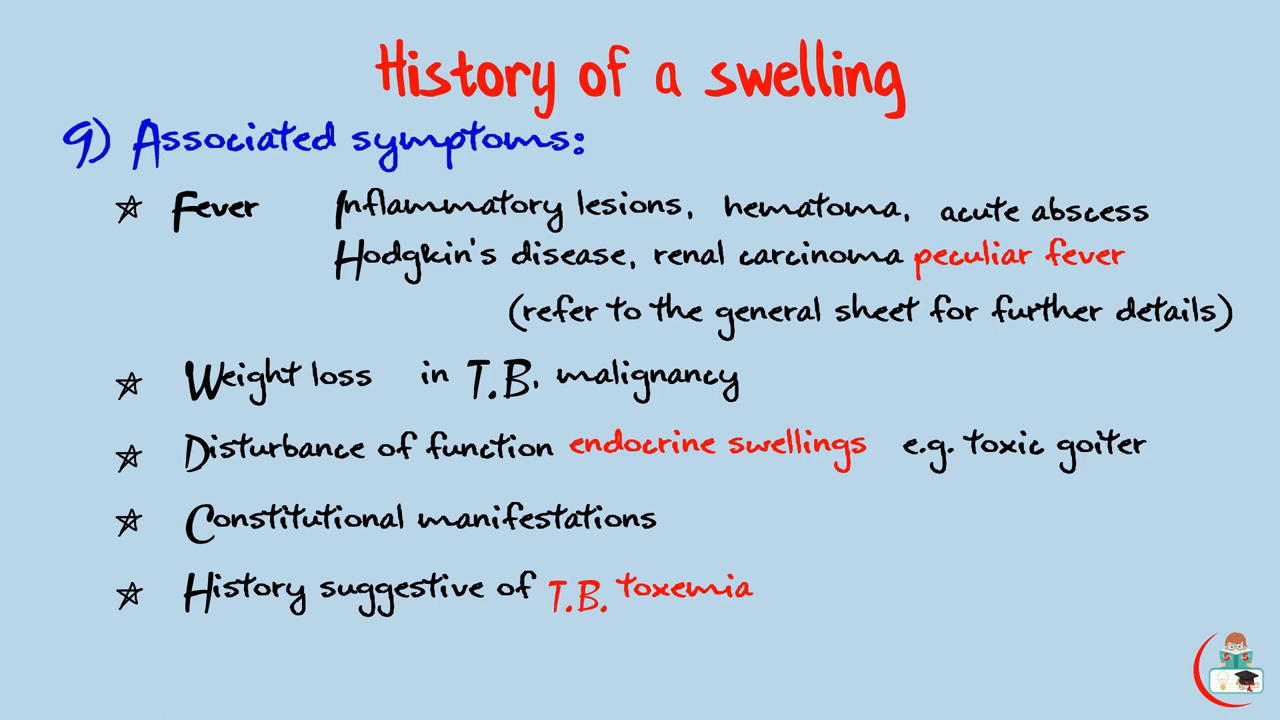 History of a swelling
9) Associated symptoms:
☆ Fever Inflammatory lesions, hematoma, acute abscess
Hodgkin's disease, renal carcinoma peculiar fever
(refer to the general sheet for further details)
☆ Weight loss in T.B. malignancy
☆ Disturbance of function endocrine swellings e.g. toxic goiter
☆ Constitutional manifestations
☆ History suggestive of T.B. toxemia